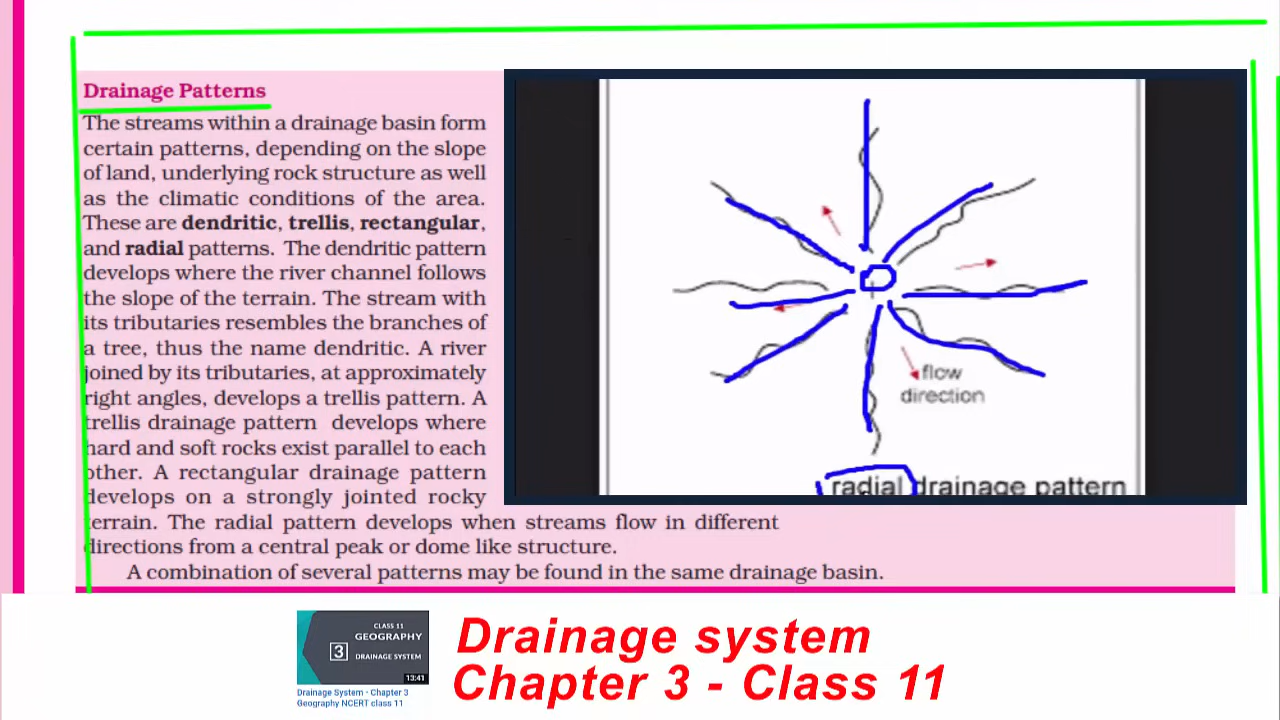 Drainage Patterns
The streams within a drainage basin form
certain patterns, depending on the slope
of land, underlying rock structure as well
as the climatic conditions of the area.
These are dendritic, trellis, rectangular,
and radial patterns. The dendritic pattern
develops where the river channel follows
the slope of the terrain. The stream with
its tributaries resembles the branches of
a tree, thus the name dendritic. A river
joined by its tributaries, at approximately
right angles, develops a trellis pattern. A
trellis drainage pattern develops where
hard and soft rocks exist parallel to each
other. A rectangular drainage pattern
develops on a strongly jointed rocky
terrain. The radial pattern develops when streams flow in different
directions from a central peak or dome like structure.
A combination of several patterns may be found in the same drainage basin.
flow
direction
radial drainage pattern
CLASS 11
GEOGRAPHY
3
DRAINAGE SYSTEM
13:41
Drainage System - Chapter 3
Geography NCERT class 11
Drainage system
Chapter 3 - Class 11